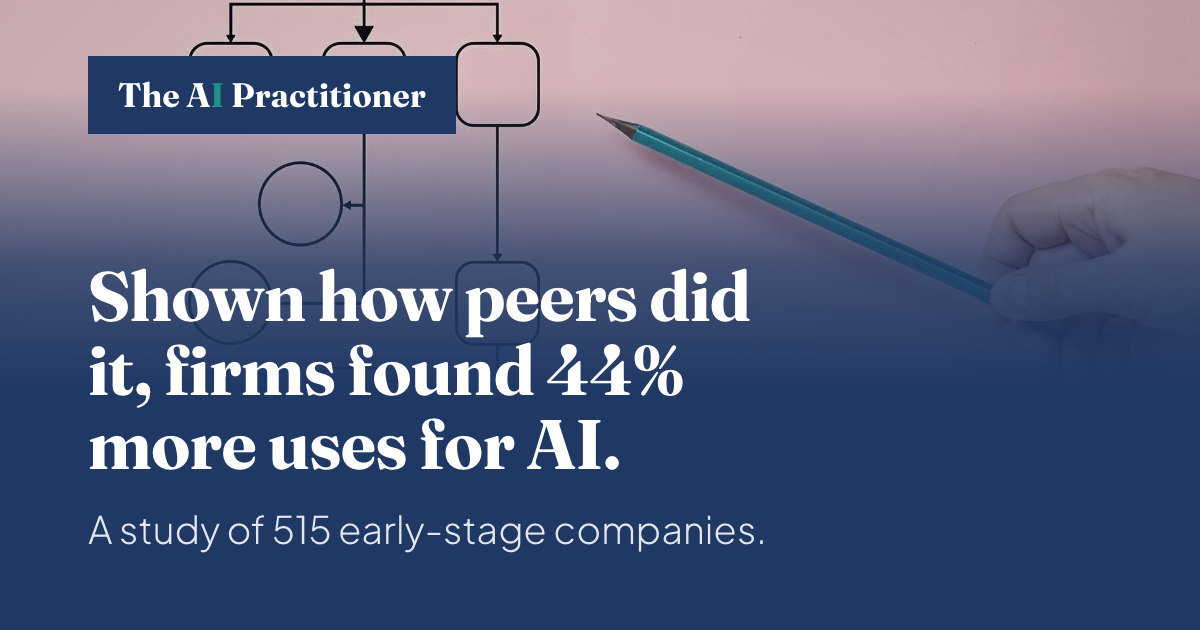 The AI Practitioner
Shown how peers did
it, firms found 44%
more uses for AI.
A study of 515 early-stage companies.